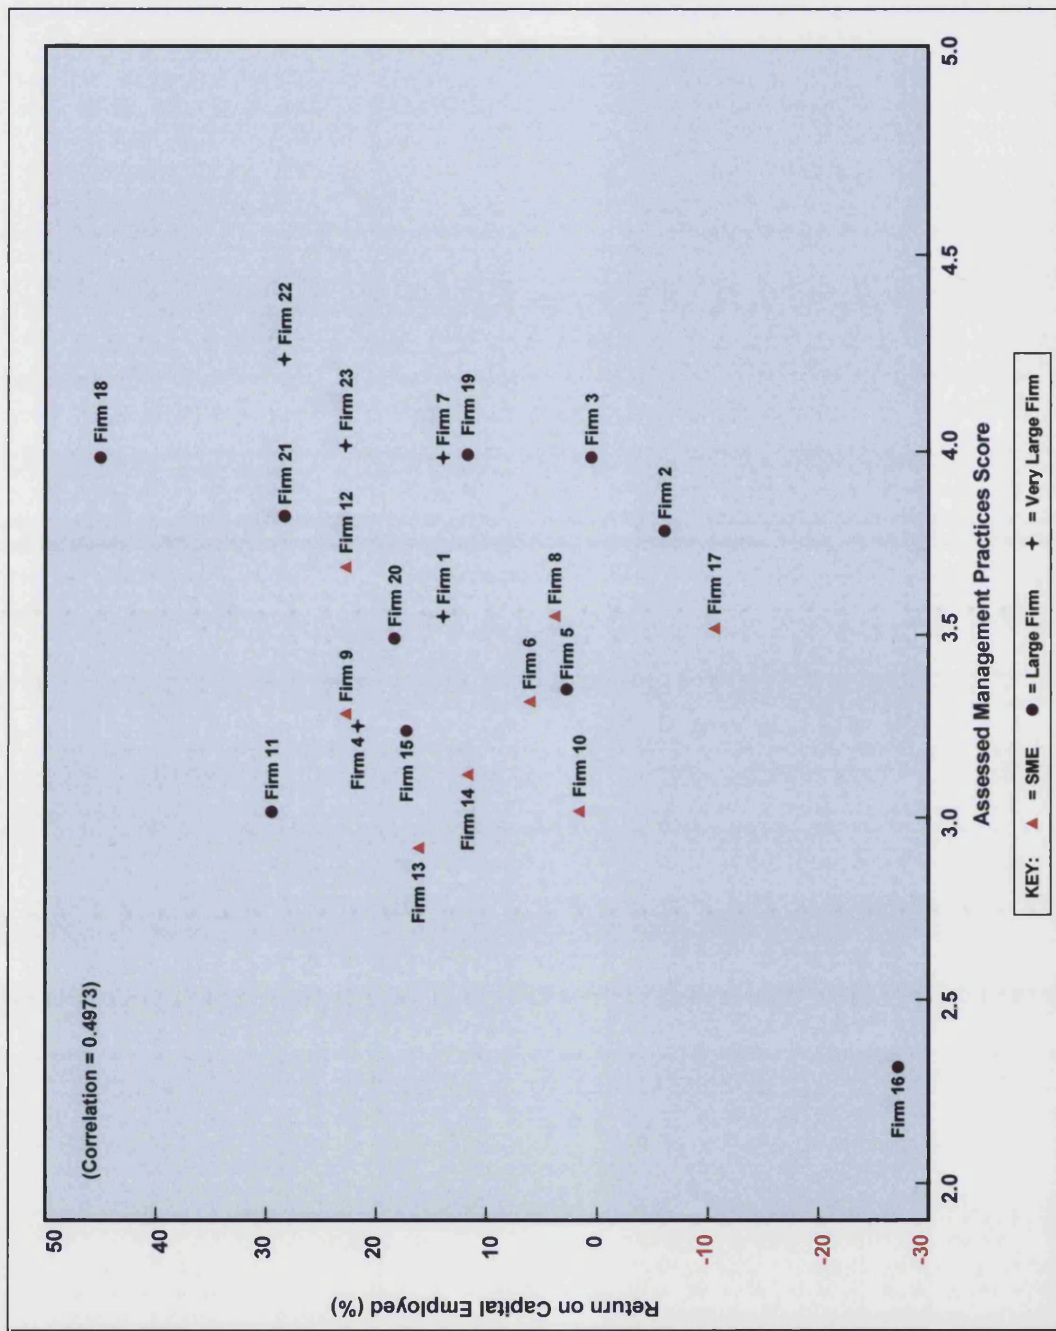 (Correlation = 0.4973)
50
40
30
20
10
0
-10
-20
-30
Return on Capital Employed (%)
Firm 18
Firm 11
Firm 21
Firm 22
Firm 9
Firm 12
Firm 23
Firm 4
Firm 20
Firm 15
Firm 13
Firm 1
Firm 7
Firm 14
Firm 19
Firm 6
Firm 8
Firm 5
Firm 10
Firm 3
Firm 2
Firm 17
Firm 16
2.0
2.5
3.0
3.5
4.0
4.5
5.0
Assessed Management Practices Score
KEY: ▲ = SME ● = Large Firm + = Very Large Firm